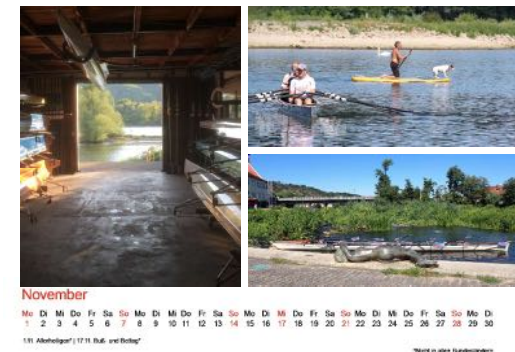 November
Mo Di Mi Do Fr Sa So Mo Di Mi Do Fr Sa So Mo Di Mi Do Fr Sa So Mo Di Mi Do Fr Sa So Mo Di
1 2 3 4 5 6 7 8 9 10 11 12 13 14 15 16 17 18 19 20 21 22 23 24 25 26 27 28 29 30
1.11. Allerheiligen* | 17.11. Buß- und Bettag*
*Nicht in allen Bundesländern